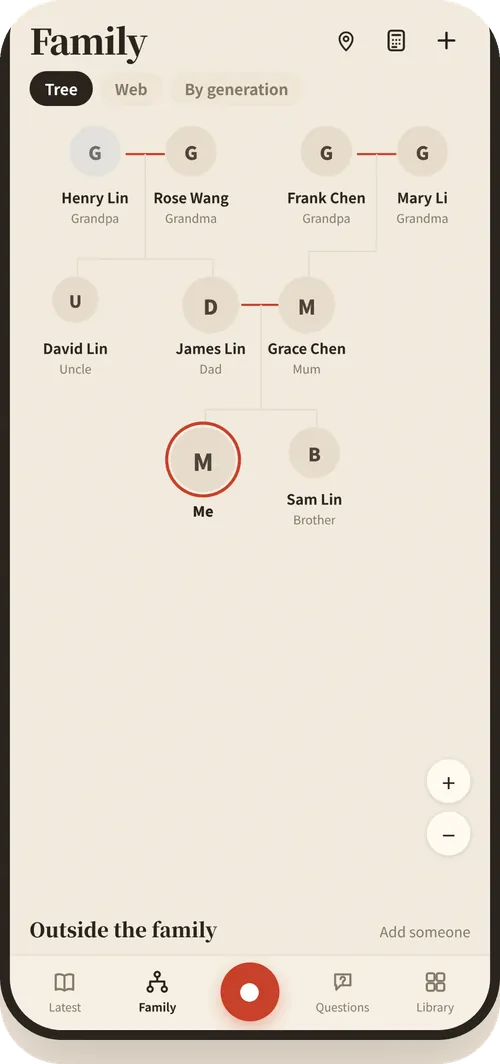 Family
Tree Web By generation
G G G G
Henry Lin Rose Wang Frank Chen Mary Li
Grandpa Grandma Grandpa Grandma
U D M
David Lin James Lin Grace Chen
Uncle Dad Mum
M B
Me Sam Lin
Brother
+
−
Outside the family Add someone
Latest Family Questions Library